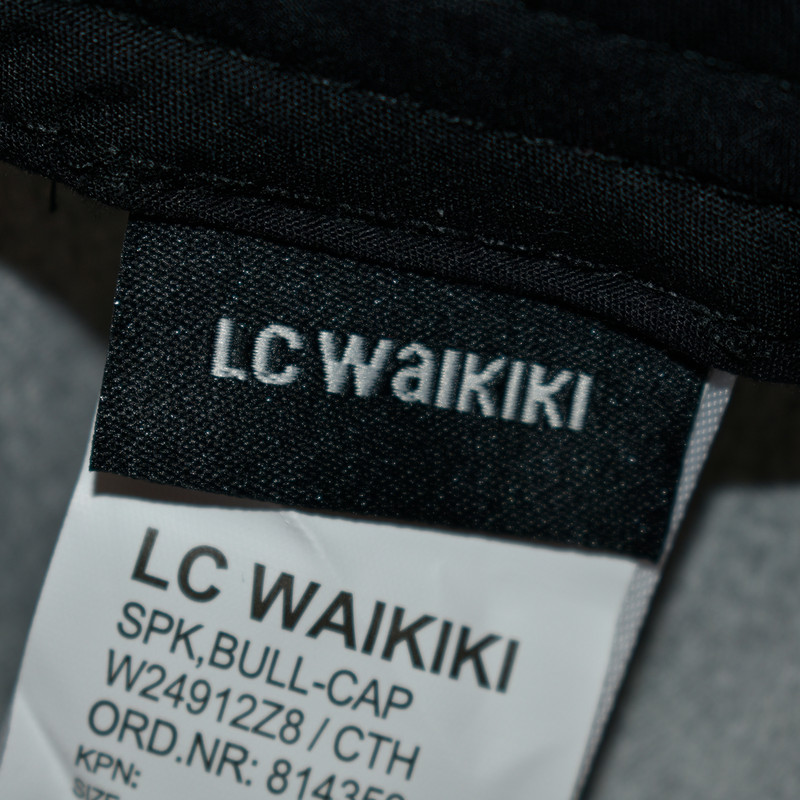 LC WAIKIKI
LC WAIKIKI
SPK,BULL-CAP
W24912Z8 / CTH
ORD.NR:
KPN: